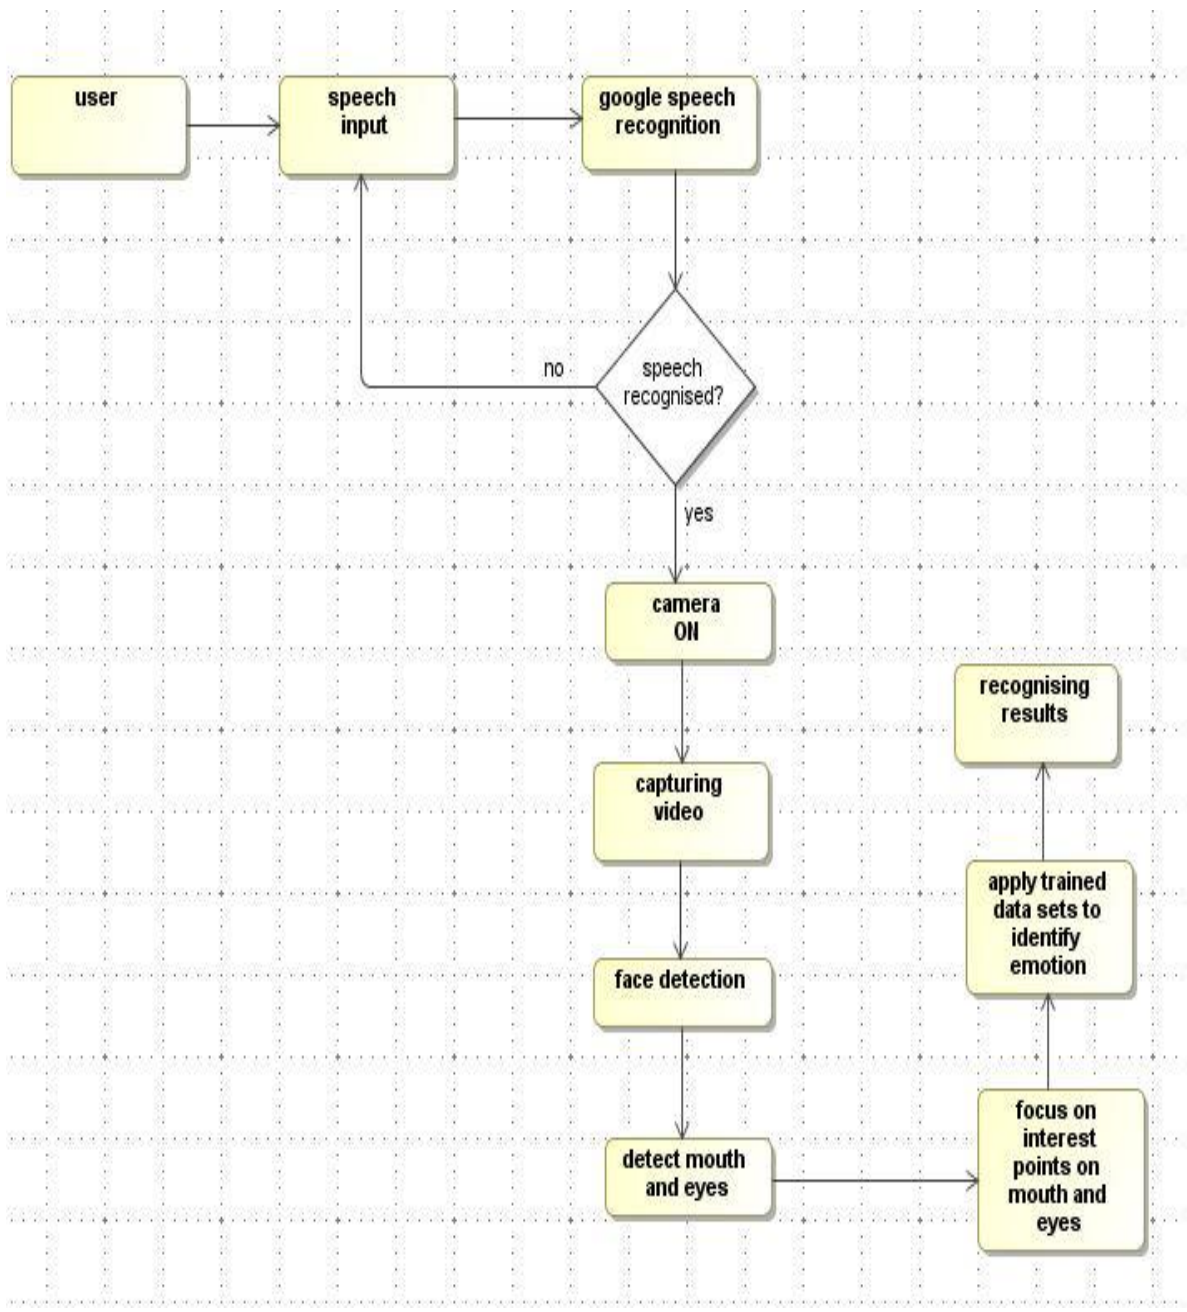 user
speech
input
google speech
recognition
no
speech
recognised?
yes
camera
ON
capturing
video
face detection
detect mouth
and eyes
focus on
interest
points on
mouth and
eyes
apply trained
data sets to
identify
emotion
recognising
results